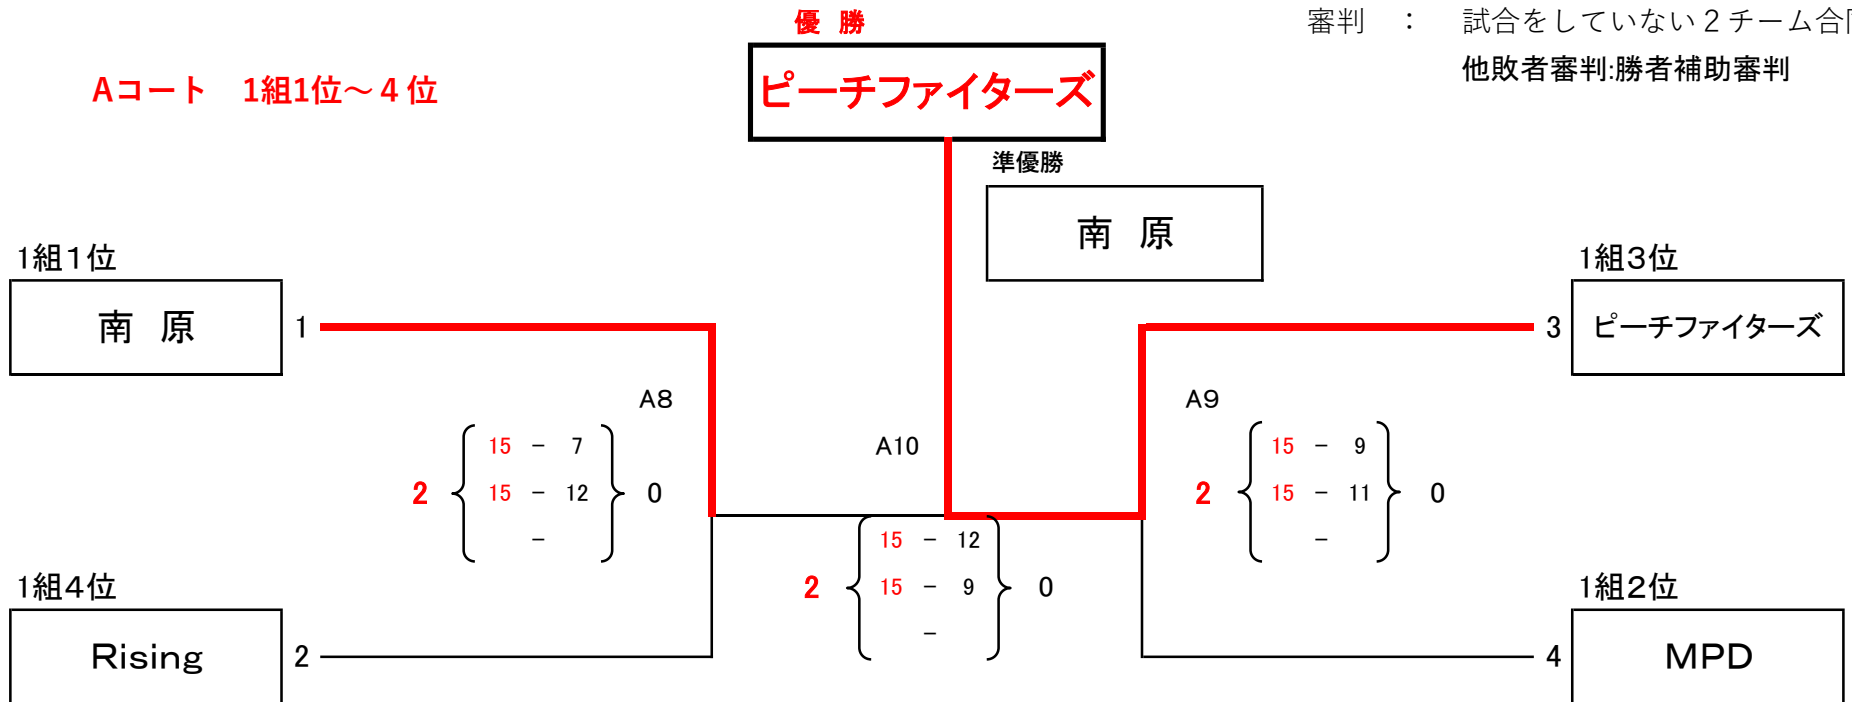 優 勝
審判 : 試合をしていない2チーム合同
他敗者審判:勝者補助審判
Aコート 1組1位～4位
ピーチファイターズ
準優勝
南 原
1組1位
1組3位
南 原 1
3 ピーチファイターズ
A8
A9
A10
15 - 7
2 15 - 12 0
-
15 - 9
2 15 - 11 0
-
15 - 12
2 15 - 9 0
-
1組4位
1組2位
Rising 2
4 MPD